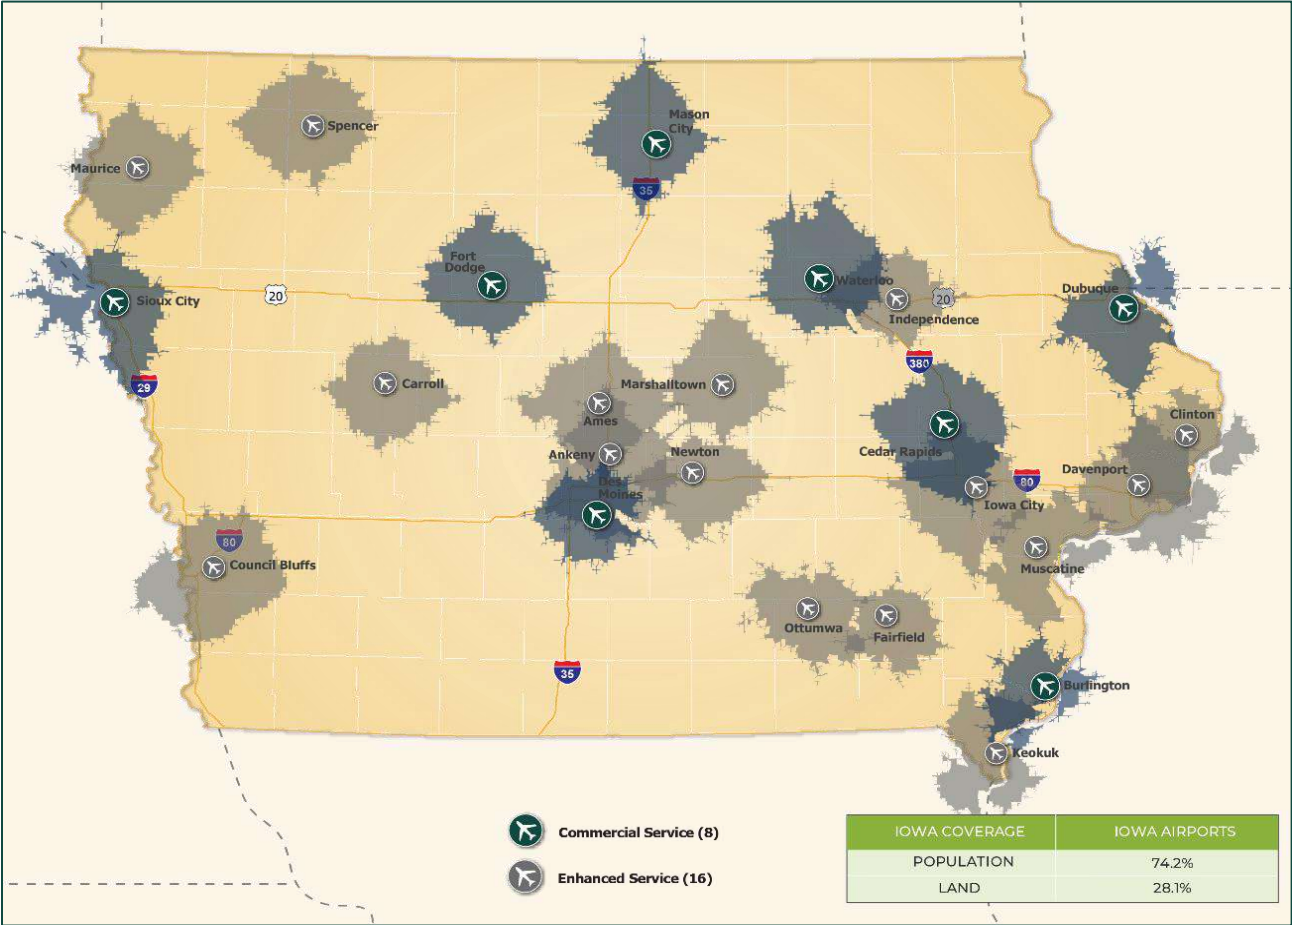 Mason
City
Spencer
Maurice
35
Fort
Dodge
Waterloo
Sioux City
20
20
Dubuque
Independence
29
380
Carroll
Marshalltown
Ames
Clinton
Ankeny
Newton
Cedar Rapids
Davenport
Des
Moines
80
Iowa City
80
Council Bluffs
Muscatine
Ottumwa
Fairfield
35
Burlington
Keokuk
Commercial Service (8)
Enhanced Service (16)
IOWA COVERAGE IOWA AIRPORTS
POPULATION 74.2%
LAND 28.1%